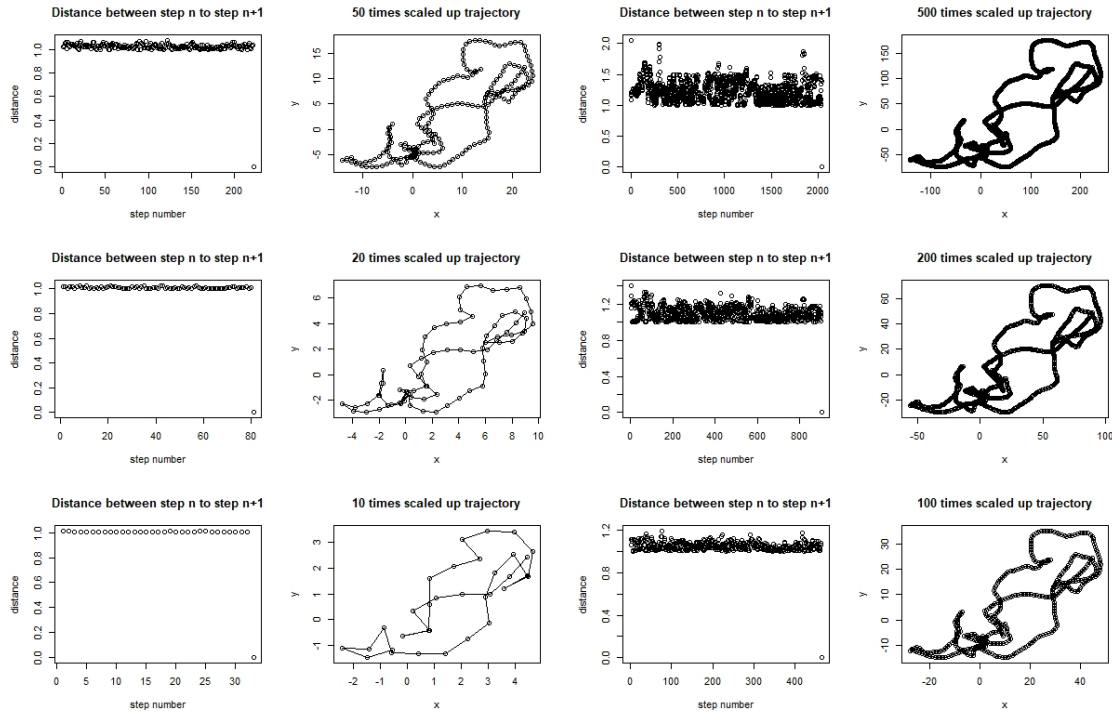 Distance between step n to step n+1
distance
0.0 0.2 0.4 0.6 0.8 1.0
0 50 100 150 200
step number
50 times scaled up trajectory
y
-5 0 5 10 15
-10 0 10 20
x
Distance between step n to step n+1
distance
0.0 0.5 1.0 1.5 2.0
0 500 1000 1500 2000
step number
500 times scaled up trajectory
y
-50 0 50 100 150
-100 0 100 200
x
Distance between step n to step n+1
distance
0.0 0.2 0.4 0.6 0.8 1.0
0 20 40 60 80
step number
20 times scaled up trajectory
y
-2 0 2 4 6
-4 -2 0 2 4 6 8 10
x
Distance between step n to step n+1
distance
0.0 0.4 0.8 1.2
0 200 400 600 800
step number
200 times scaled up trajectory
y
-20 0 20 40 60
-50 0 50 100
x
Distance between step n to step n+1
distance
0.0 0.2 0.4 0.6 0.8 1.0
0 5 10 15 20 25 30
step number
10 times scaled up trajectory
y
-1 0 1 2 3
-2 -1 0 1 2 3 4
x
Distance between step n to step n+1
distance
0.0 0.4 0.8 1.2
0 100 200 300 400
step number
100 times scaled up trajectory
y
-10 0 10 20 30
-20 0 20 40
x